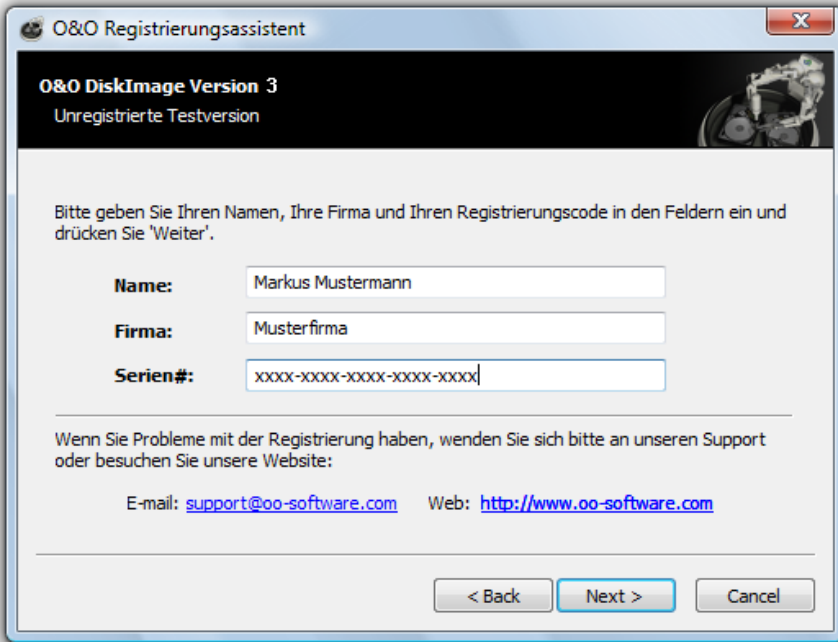 O&O Registrierungsassistent
O&O DiskImage Version 3
Unregistrierte Testversion
Bitte geben Sie Ihren Namen, Ihre Firma und Ihren Registrierungscode in den Feldern ein und
drücken Sie 'Weiter'.
Name: Markus Mustermann
Firma: Musterfirma
Serien#: xxxx-xxxx-xxxx-xxxx-xxxx
Wenn Sie Probleme mit der Registrierung haben, wenden Sie sich bitte an unseren Support
oder besuchen Sie unsere Website:
E-mail: support@oo-software.com Web: http://www.oo-software.com
< Back Next > Cancel